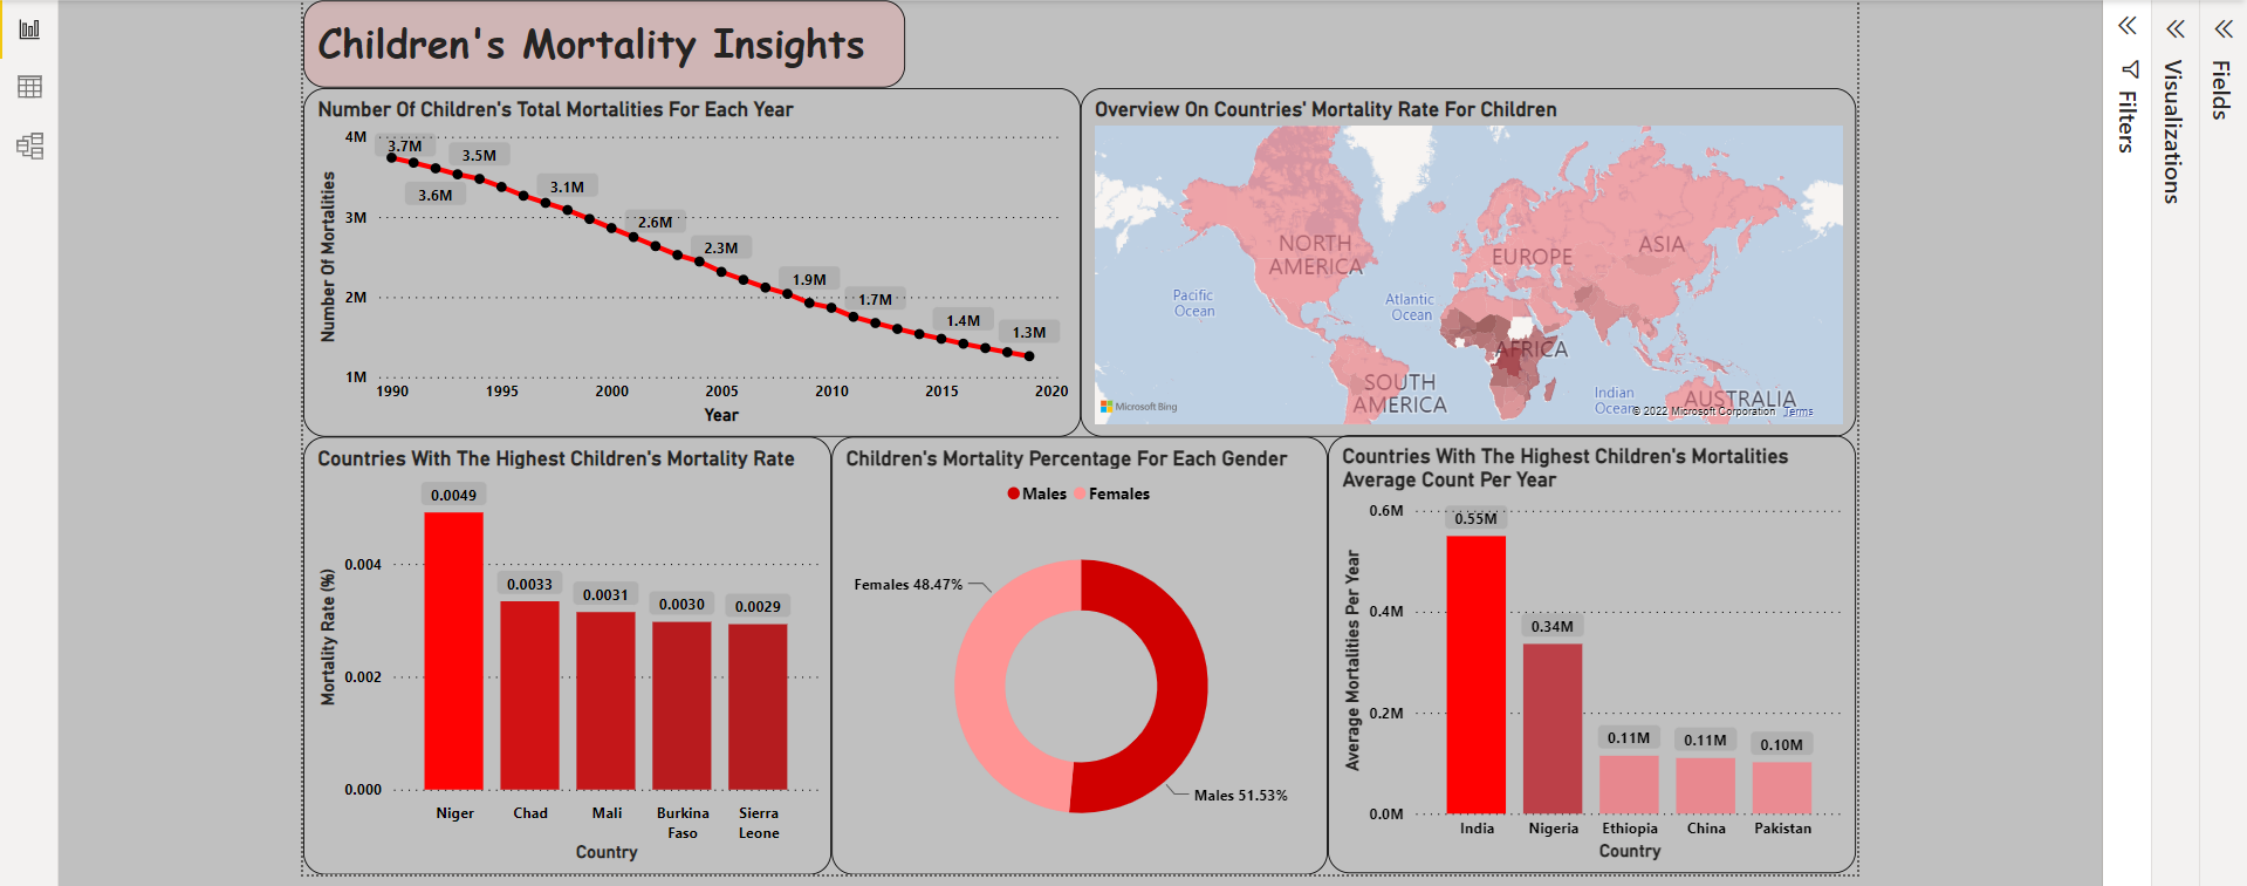 Children's Mortality Insights
Number Of Children's Total Mortalities For Each Year
4M
3M
2M
1M
Number Of Mortalities
3.7M
3.6M
3.5M
3.1M
2.6M
2.3M
1.9M
1.7M
1.4M
1.3M
1990
1995
2000
2005
2010
2015
2020
Year
Overview On Countries' Mortality Rate For Children
NORTH
AMERICA
EUROPE
ASIA
Pacific
Ocean
Atlantic
Ocean
AFRICA
SOUTH
AMERICA
Indian
Ocean
AUSTRALIA
Microsoft Bing
© 2022 Microsoft Corporation Terms
Countries With The Highest Children's Mortality Rate
Mortality Rate (%)
0.004
0.002
0.000
0.0049
0.0033
0.0031
0.0030
0.0029
Niger
Chad
Mali
Burkina
Faso
Sierra
Leone
Country
Children's Mortality Percentage For Each Gender
Males Females
Females 48.47%
Males 51.53%
Countries With The Highest Children's Mortalities
Average Count Per Year
Average Mortalities Per Year
0.6M
0.4M
0.2M
0.0M
0.55M
0.34M
0.11M
0.11M
0.10M
India
Nigeria
Ethiopia
China
Pakistan
Country
Filters
Visualizations
Fields